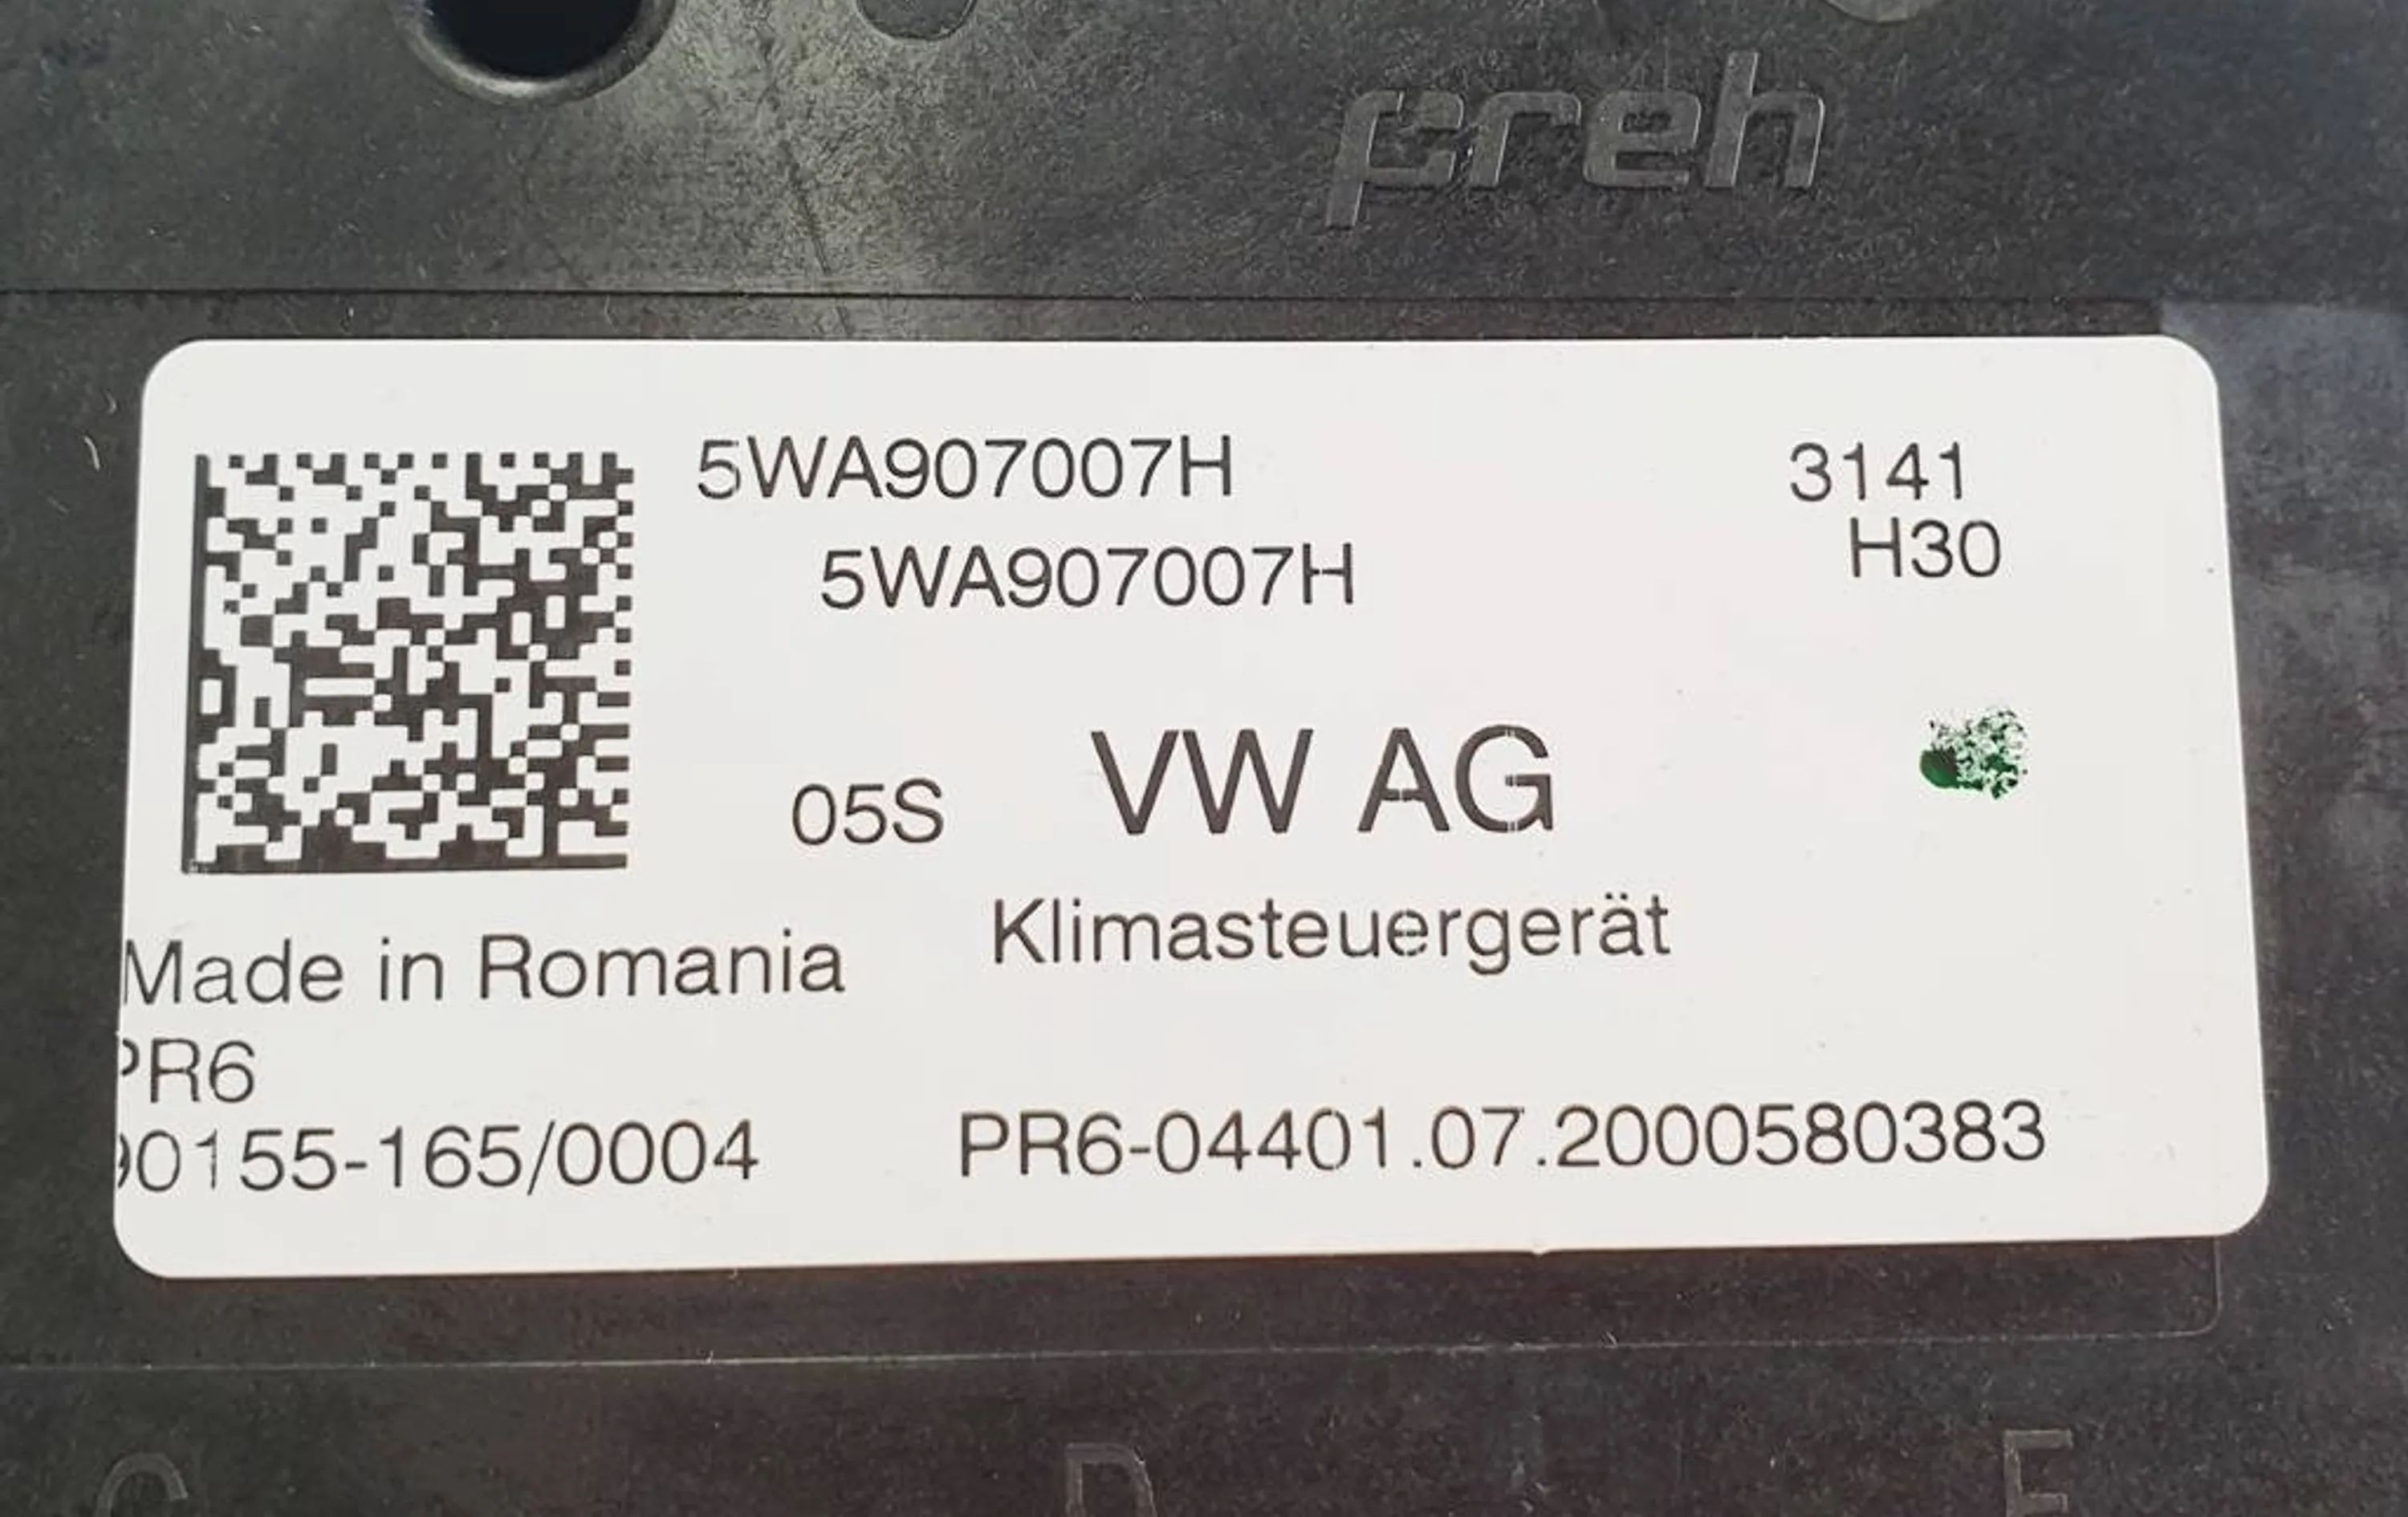 preh
5WA907007H
3141
5WA907007H
H30
05S
VW AG
Klimasteuergerät
Made in Romania
PR6
90155-165/0004
PR6-04401.07.2000580383
C
D
E